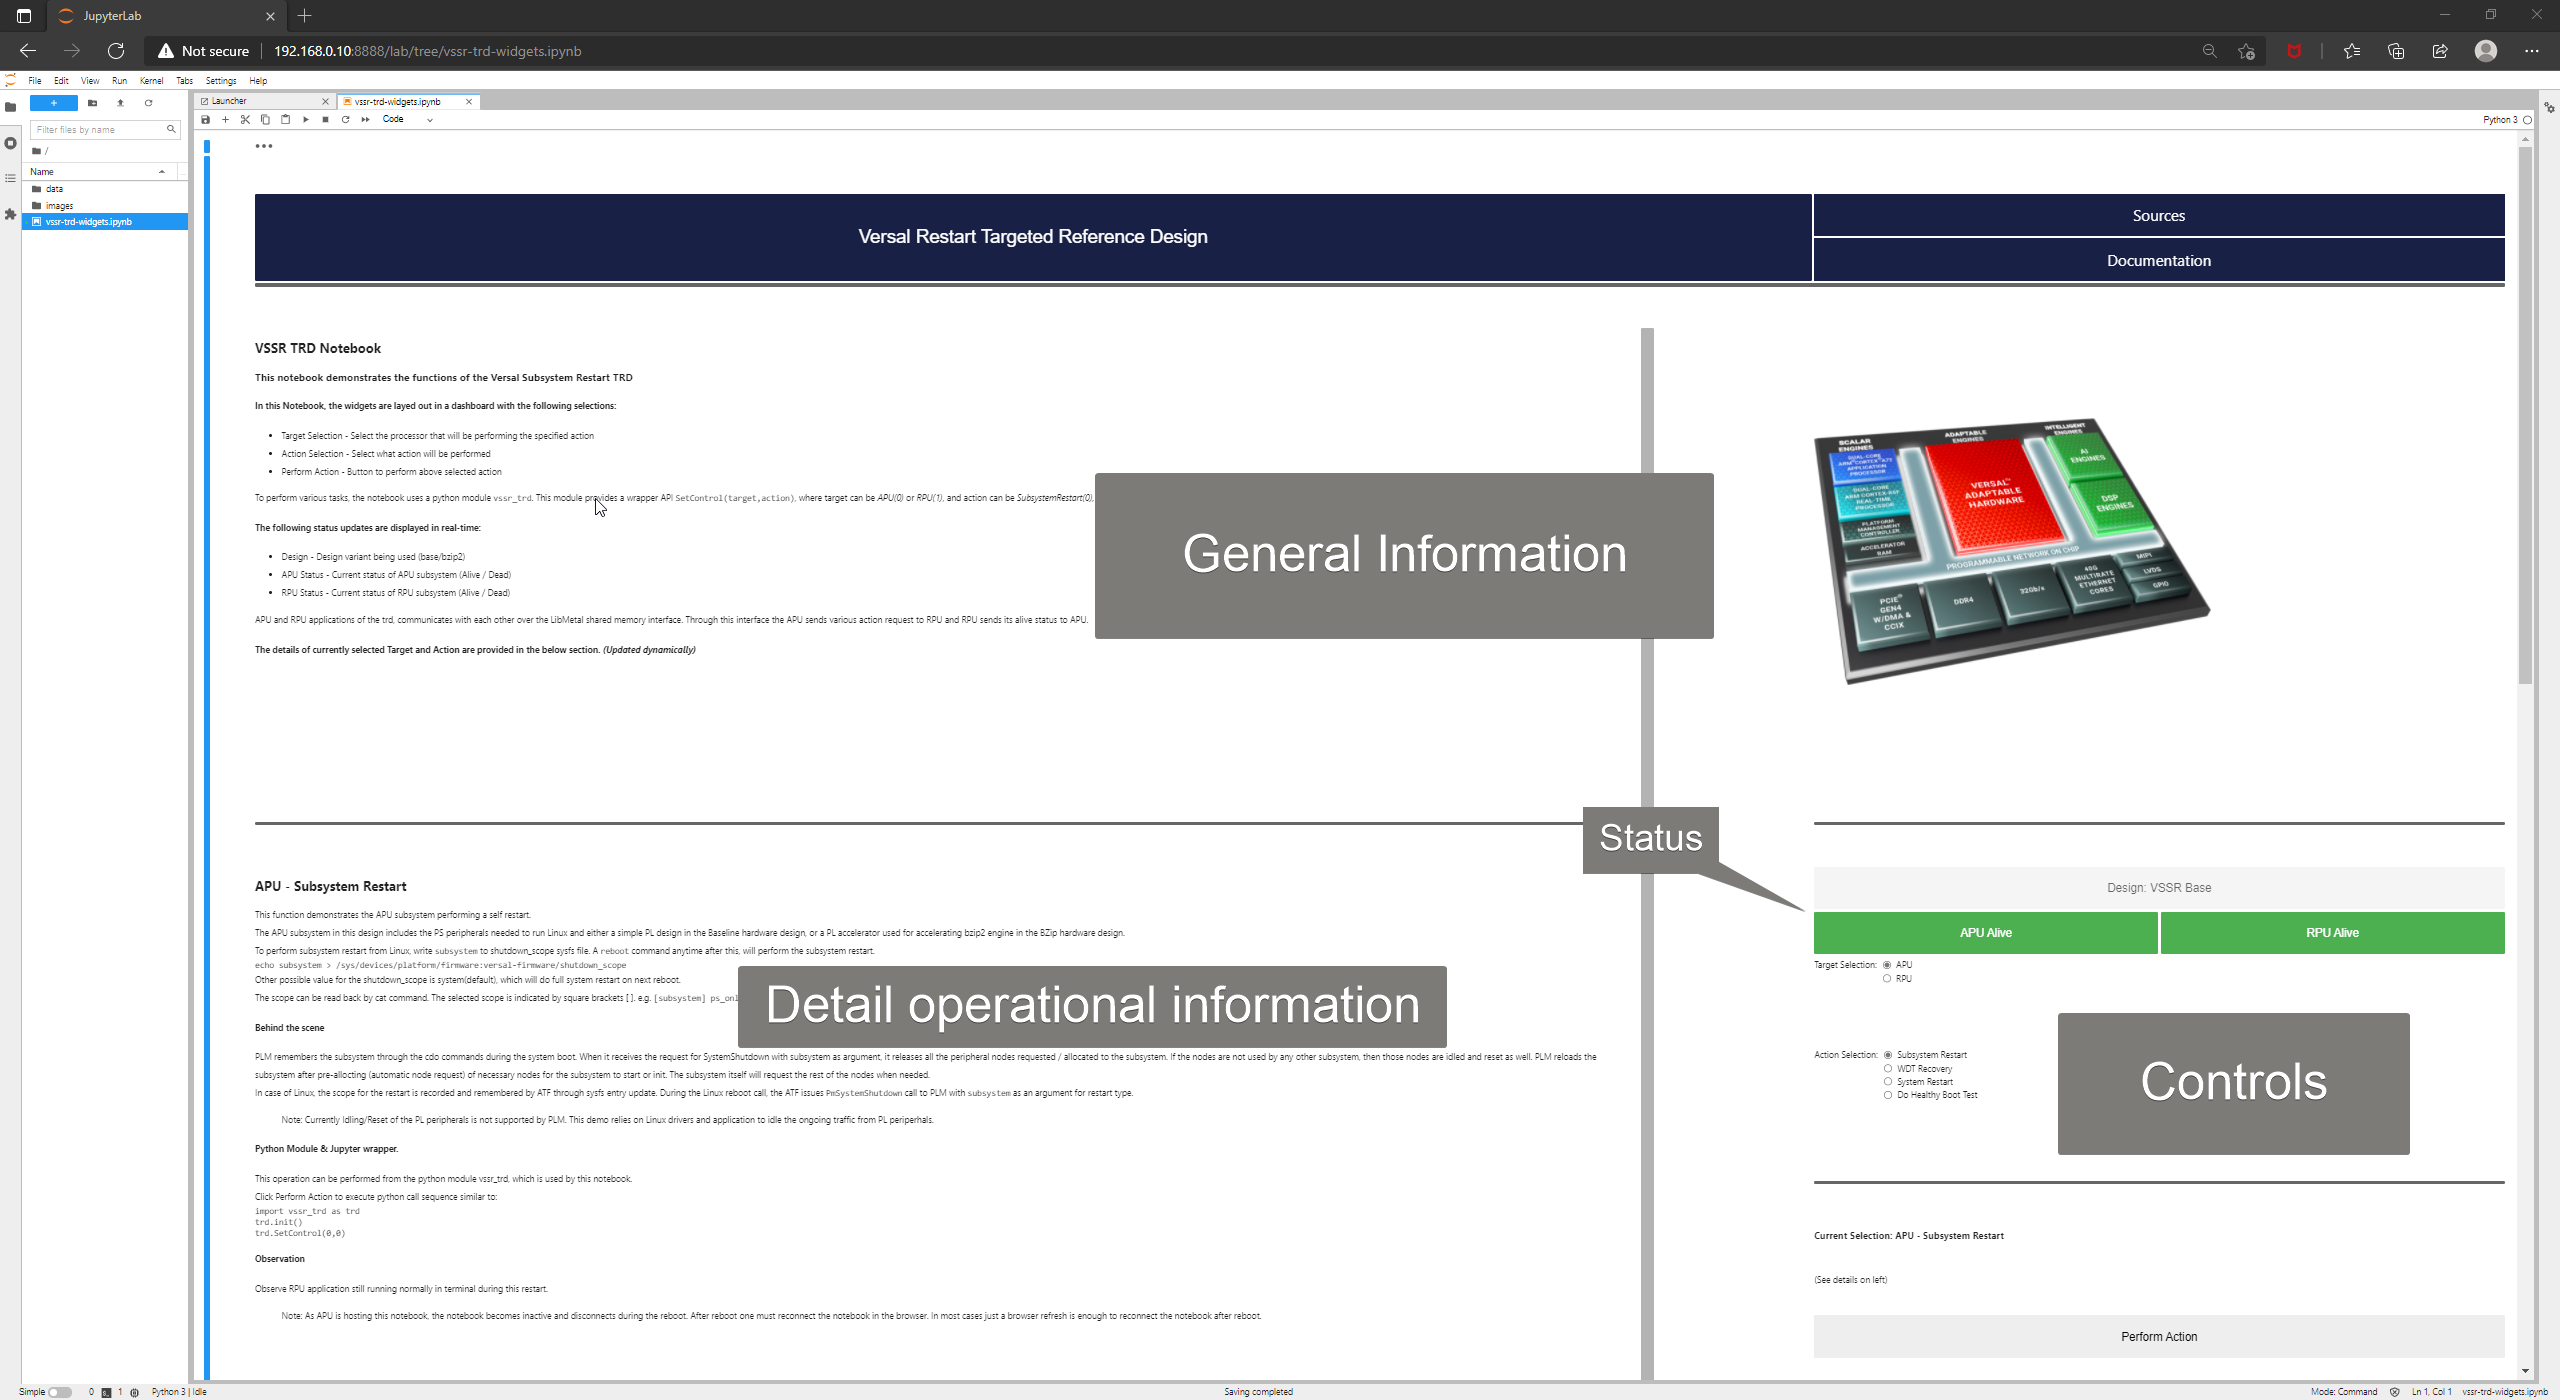 JupyterLab
Not secure
192.168.0.10:8888/lab/tree/vssr-trd-widgets.ipynb
File Edit View Run Kernel Tabs Settings Help
Filter files by name
/
Name
data
images
vssr-trd-widgets.ipynb
Launcher
vssr-trd-widgets.ipynb
Code
Python 3
Versal Restart Targeted Reference Design
Sources
Documentation
VSSR TRD Notebook
This notebook demonstrates the functions of the Versal Subsystem Restart TRD
In this Notebook, the widgets are layed out in a dashboard with the following selections:
Target Selection - Select the processor that will be performing the specified action
Action Selection - Select what action will be performed
Perform Action - Button to perform above selected action
To perform various tasks, the notebook uses a python module vssr_trd. This module provides a wrapper API SetControl(target,action), where target can be APU(0) or RPU(1), and action can be SubsystemRestart(0),
The following status updates are displayed in real-time:
Design - Design variant being used (base/bzip2)
APU Status - Current status of APU subsystem (Alive / Dead)
RPU Status - Current status of RPU subsystem (Alive / Dead)
APU and RPU applications of the trd, communicates with each other over the LibMetal shared memory interface. Through this interface the APU sends various action request to RPU and RPU sends its alive status to APU.
The details of currently selected Target and Action are provided in the below section. (Updated dynamically)
General Information
SCALAR
ENGINES
ADAPTABLE
ENGINES
INTELLIGENT
ENGINES
DUAL-CORE
ARM CORTEX-A72
APPLICATION
PROCESSOR
DUAL-CORE
ARM CORTEX-R5F
REAL-TIME
PROCESSOR
PLATFORM
MANAGEMENT
CONTROLLER
ACCELERATOR
RAM
VERSAL™
ADAPTABLE
HARDWARE
AI
ENGINES
DSP
ENGINES
PROGRAMMABLE NETWORK ON CHIP
PCIE®
GEN4
W/DMA &
CCIX
DDR4
32Gb/s
40G
MULTIRATE
ETHERNET
CORES
MIPI
LVDS
GPIO
Status
APU - Subsystem Restart
This function demonstrates the APU subsystem performing a self restart.
The APU subsystem in this design includes the PS peripherals needed to run Linux and either a simple PL design in the Baseline hardware design, or a PL accelerator used for accelerating bzip2 engine in the BZip hardware design.
To perform subsystem restart from Linux, write subsystem to shutdown_scope sysfs file. A reboot command anytime after this, will perform the subsystem restart.
echo subsystem > /sys/devices/platform/firmware:versal-firmware/shutdown_scope
Other possible value for the shutdown_scope is system(default), which will do full system restart on next reboot.
The scope can be read back by cat command. The selected scope is indicated by square brackets [ ]. e.g. [subsystem] ps_onl
Detail operational information
Behind the scene
PLM remembers the subsystem through the cdo commands during the system boot. When it receives the request for SystemShutdown with subsystem as argument, it releases all the peripheral nodes requested / allocated to the subsystem. If the nodes are not used by any other subsystem, then those nodes are idled and reset as well. PLM reloads the
subsystem after pre-allocting (automatic node request) of necessary nodes for the subsystem to start or init. The subsystem itself will request the rest of the nodes when needed.
In case of Linux, the scope for the restart is recorded and remembered by ATF through sysfs entry update. During the Linux reboot call, the ATF issues PmSystemShutdown call to PLM with subsystem as an argument for restart type.
Note: Currently Idling/Reset of the PL peripherals is not supported by PLM. This demo relies on Linux drivers and application to idle the ongoing traffic from PL periperhals.
Python Module & Jupyter wrapper.
This operation can be performed from the python module vssr_trd, which is used by this notebook.
Click Perform Action to execute python call sequence similar to:
import vssr_trd as trd
trd.init()
trd.SetControl(0,0)
Observation
Observe RPU application still running normally in terminal during this restart.
Note: As APU is hosting this notebook, the notebook becomes inactive and disconnects during the reboot. After reboot one must reconnect the notebook in the browser. In most cases just a browser refresh is enough to reconnect the notebook after reboot.
Design: VSSR Base
APU Alive
RPU Alive
Target Selection: APU
RPU
Action Selection: Subsystem Restart
WDT Recovery
System Restart
Do Healthy Boot Test
Controls
Current Selection: APU - Subsystem Restart
(See details on left)
Perform Action
Simple 0 1 Python 3 | Idle
Saving completed
Mode: Command Ln 1, Col 1 vssr-trd-widgets.ipynb